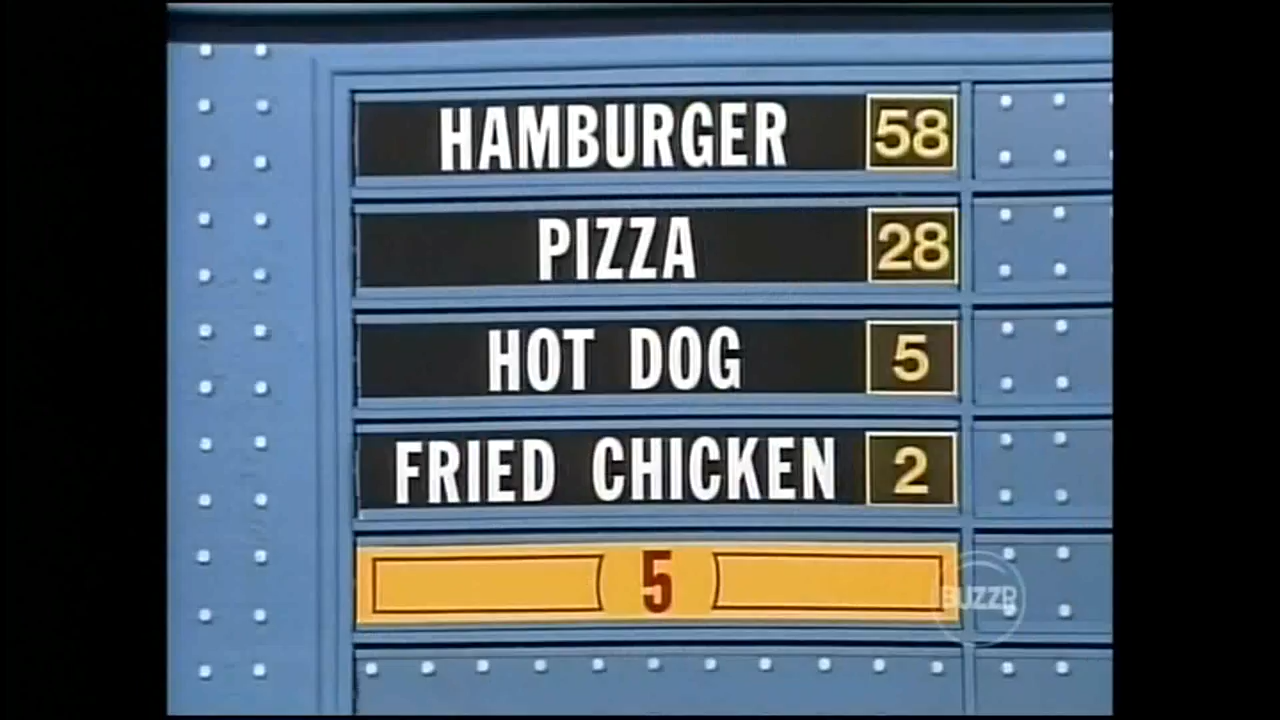 HAMBURGER 58
PIZZA 28
HOT DOG 5
FRIED CHICKEN 2
5
BUZZR